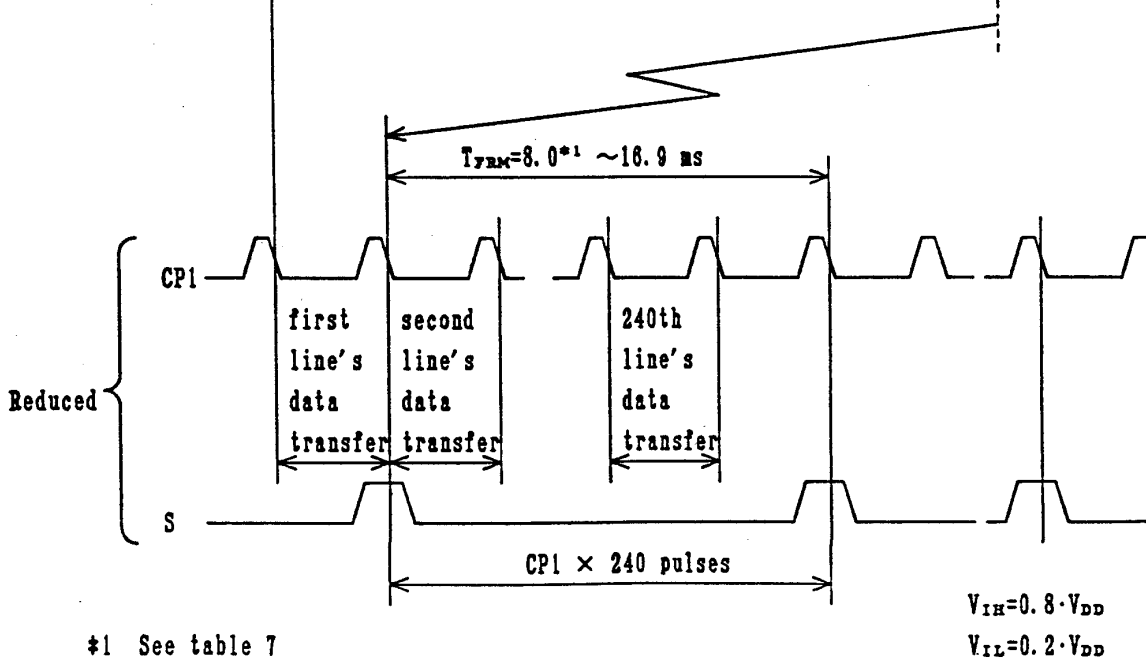 T_FRM=8.0*1 ～16.9 ms
CP1
first line's data transfer
second line's data transfer
240th line's data transfer
Reduced
S
CP1 × 240 pulses
V_IH=0.8·V_DD
*1 See table 7
V_IL=0.2·V_DD